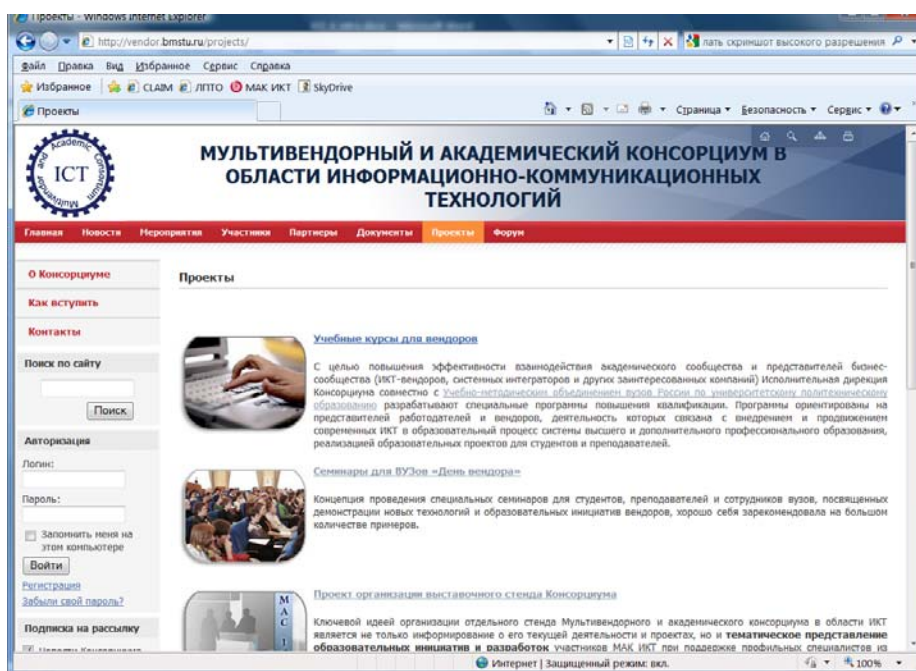 Проекты - Windows Internet Explorer
http://vendor.bmstu.ru/projects/
лать скриншот высокого разрешения
Файл Правка Вид Избранное Сервис Справка
Избранное CLAIM ЛПТО МАК ИКТ SkyDrive
Проекты
Страница Безопасность Сервис
Multivendor and Academic Consortium
ICT
МУЛЬТИВЕНДОРНЫЙ И АКАДЕМИЧЕСКИЙ КОНСОРЦИУМ В
ОБЛАСТИ ИНФОРМАЦИОННО-КОММУНИКАЦИОННЫХ
ТЕХНОЛОГИЙ
Главная Новости Мероприятия Участники Партнеры Документы Проекты Форум
О Консорциуме
Как вступить
Контакты
Поиск по сайту
Поиск
Авторизация
Логин:
Пароль:
Запомнить меня на
этом компьютере
Войти
Регистрация
Забыли свой пароль?
Подписка на рассылку
Новости Консорциума
Проекты
Учебные курсы для вендоров
С целью повышения эффективности взаимодействия академического сообщества и представителей бизнес-
сообщества (ИКТ-вендоров, системных интеграторов и других заинтересованных компаний) Исполнительная дирекция
Консорциума совместно с Учебно-методическим объединением вузов России по университетскому политехническому
образованию разрабатывают специальные программы повышения квалификации. Программы ориентированы на
представителей работодателей и вендоров, деятельность которых связана с внедрением и продвижением
современных ИКТ в образовательный процесс системы высшего и дополнительного профессионального образования,
реализацией образовательных проектов для студентов и преподавателей.
Семинары для ВУЗов «День вендора»
Концепция проведения специальных семинаров для студентов, преподавателей и сотрудников вузов, посвященных
демонстрации новых технологий и образовательных инициатив вендоров, хорошо себя зарекомендовала на большом
количестве примеров.
M
A
C
Проект организации выставочного стенда Консорциума
Ключевой идеей организации отдельного стенда Мультивендорного и академического консорциума в области ИКТ
является не только информирование о его текущей деятельности и проектах, но и тематическое представление
образовательных инициатив и разработок участников МАК ИКТ при поддержке профильных специалистов из
Интернет | Защищенный режим: вкл.
100%